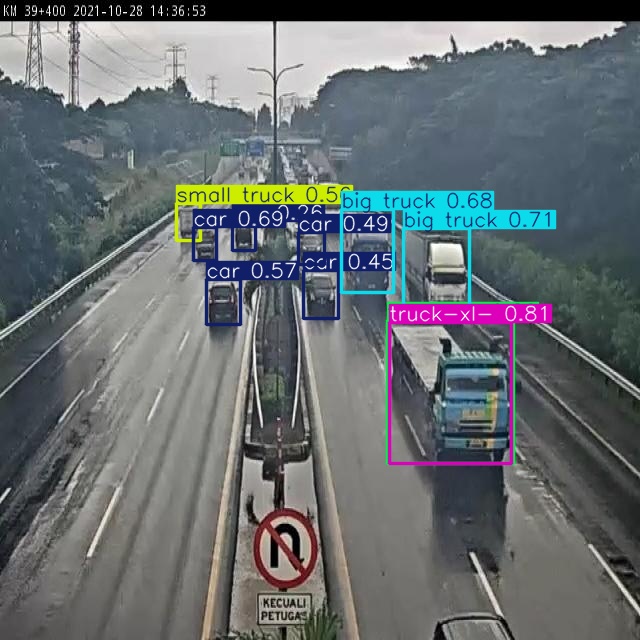 KM 39+400 2021-10-28 14:36:53
small truck 0.56
big truck 0.68
car 0.69
0.26
car 0.49
big truck 0.71
car 0.57
car 0.45
truck-xl- 0.81
KECUALI
PETUGAS